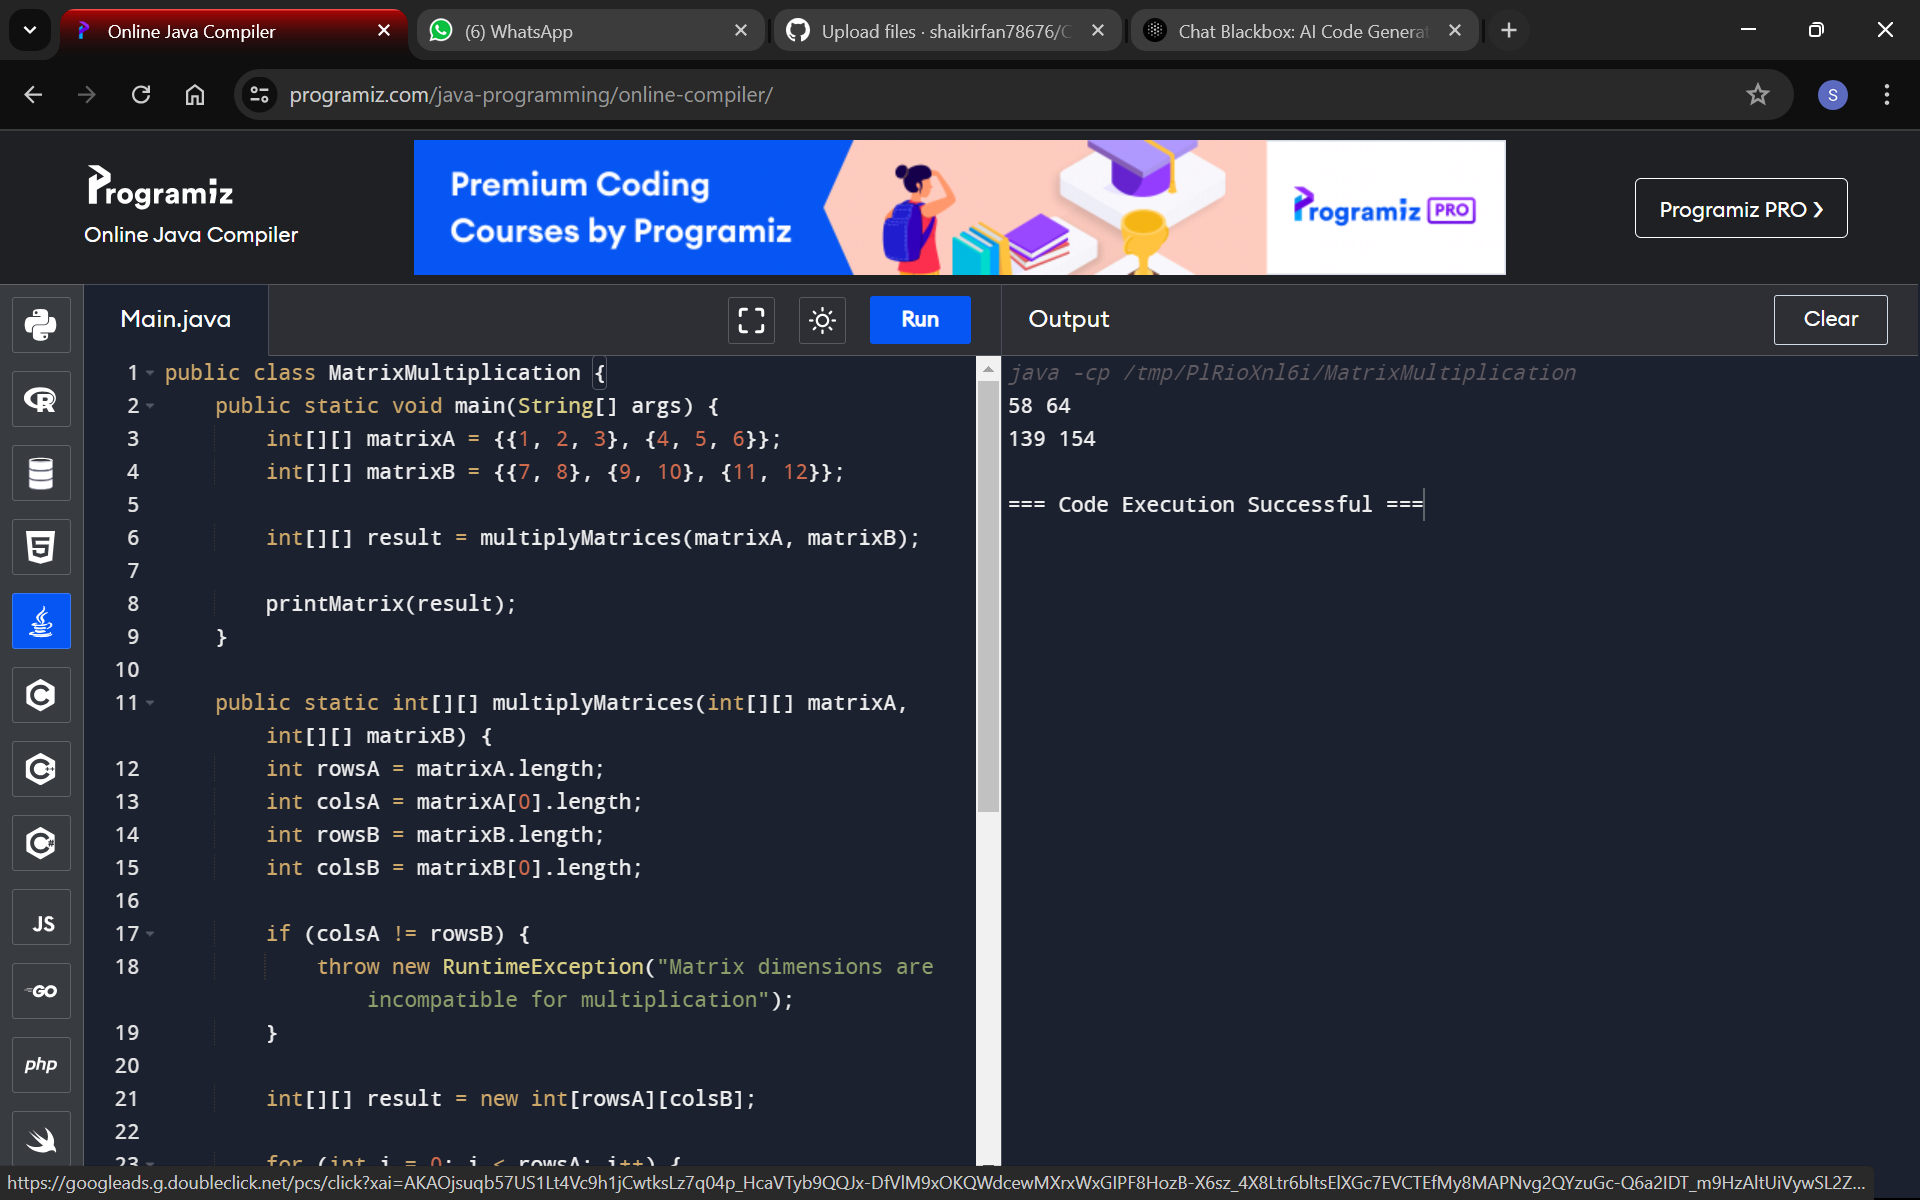 Online Java Compiler
(6) WhatsApp
Upload files · shaikirfan78676/C
Chat Blackbox: AI Code Generat
programiz.com/java-programming/online-compiler/
S
Programiz
Online Java Compiler
Premium Coding
Courses by Programiz
Programiz PRO
Programiz PRO ❯
Main.java
Run
Output
Clear
1 public class MatrixMultiplication {
2     public static void main(String[] args) {
3         int[][] matrixA = {{1, 2, 3}, {4, 5, 6}};
4         int[][] matrixB = {{7, 8}, {9, 10}, {11, 12}};
5
6         int[][] result = multiplyMatrices(matrixA, matrixB);
7
8         printMatrix(result);
9     }
10
11     public static int[][] multiplyMatrices(int[][] matrixA,
        int[][] matrixB) {
12         int rowsA = matrixA.length;
13         int colsA = matrixA[0].length;
14         int rowsB = matrixB.length;
15         int colsB = matrixB[0].length;
16
17         if (colsA != rowsB) {
18             throw new RuntimeException("Matrix dimensions are
                incompatible for multiplication");
19         }
20
21         int[][] result = new int[rowsA][colsB];
22
23         for (int i = 0; i < rowsA; i++) {
java -cp /tmp/PlRioXnl6i/MatrixMultiplication
58 64
139 154
=== Code Execution Successful ===
JS
GO
php
https://googleads.g.doubleclick.net/pcs/click?xai=AKAOjsuqb57US1Lt4Vc9h1jCwtksLz7q04p_HcaVTyb9QQJx-DfVlM9xOKQWdcewMXrxWxGlPF8HozB-X6sz_4X8Ltr6bltsElXGc7EVCTEfMy8MAPNvg2QYzuGc-Q6a2IDT_m9HzAltUiVywSL2Z...